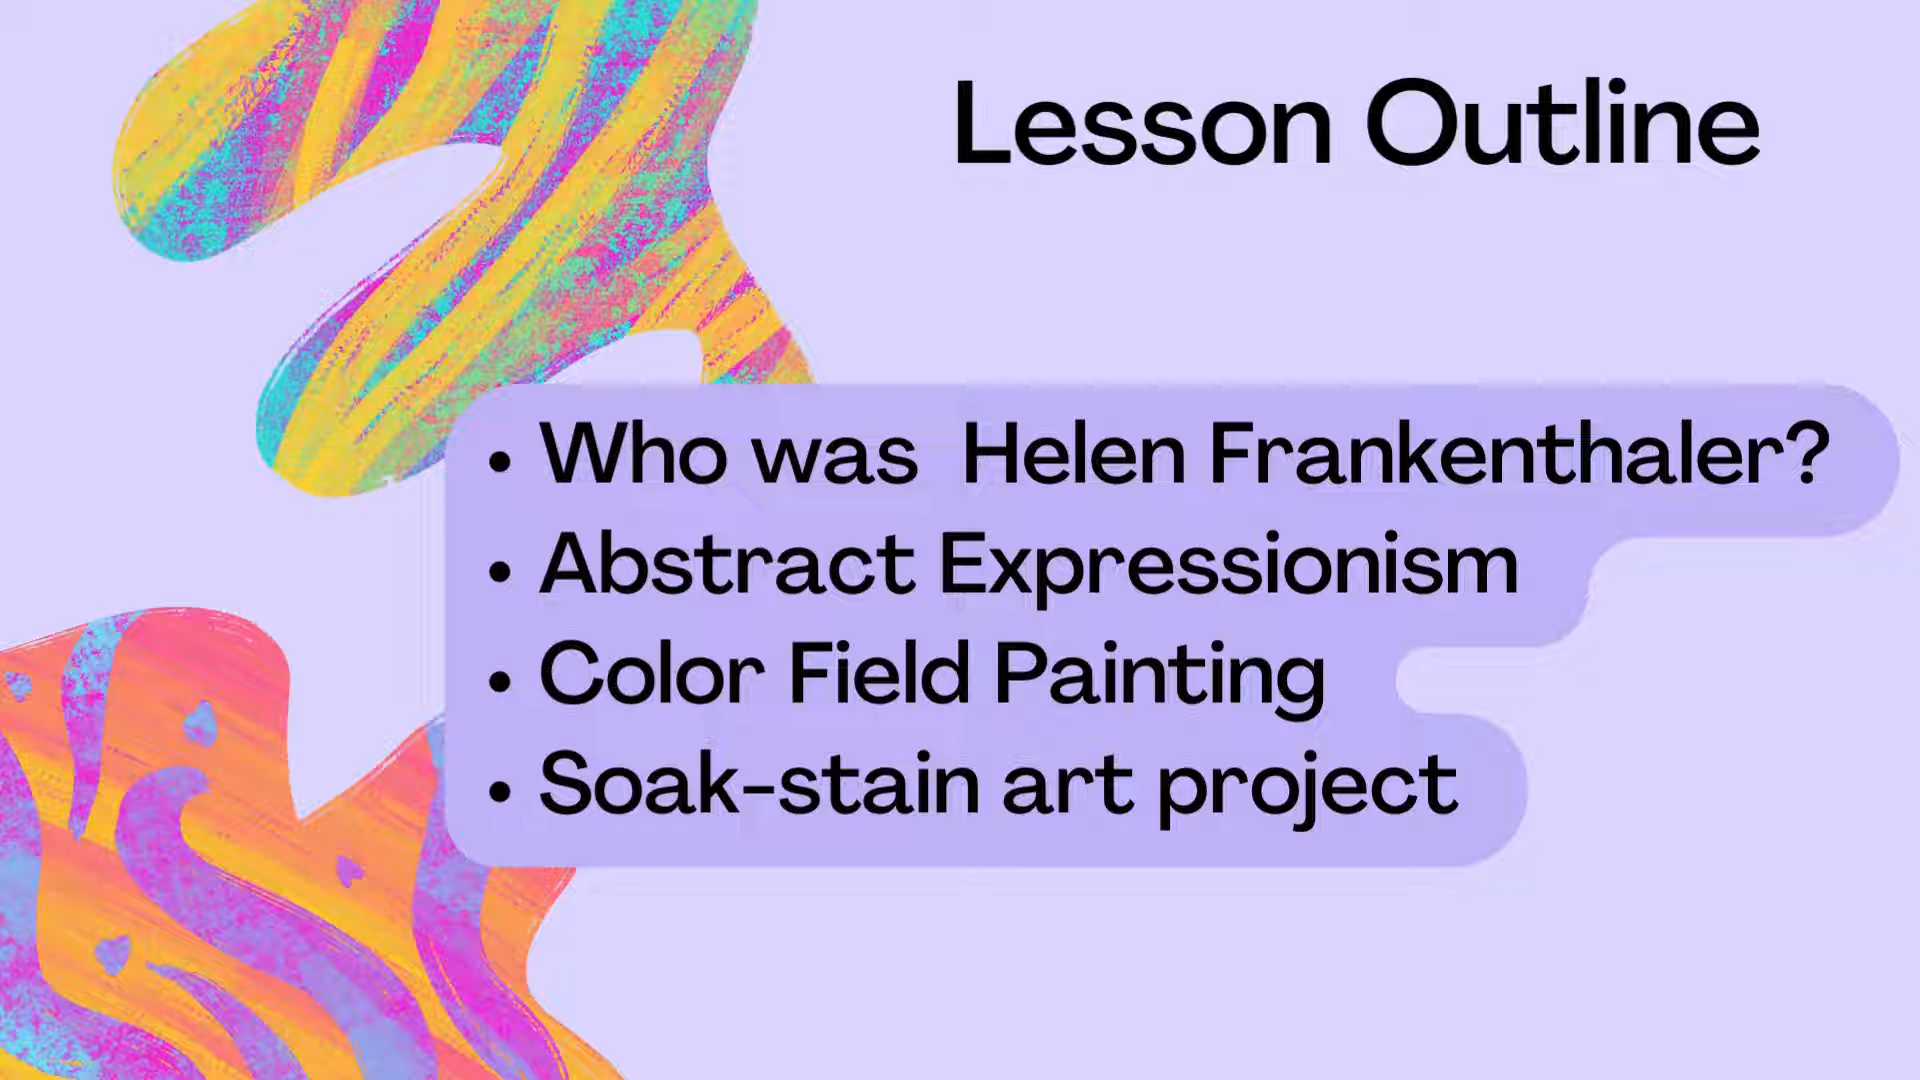 Lesson Outline
• Who was  Helen Frankenthaler?
• Abstract Expressionism
• Color Field Painting
• Soak-stain art project